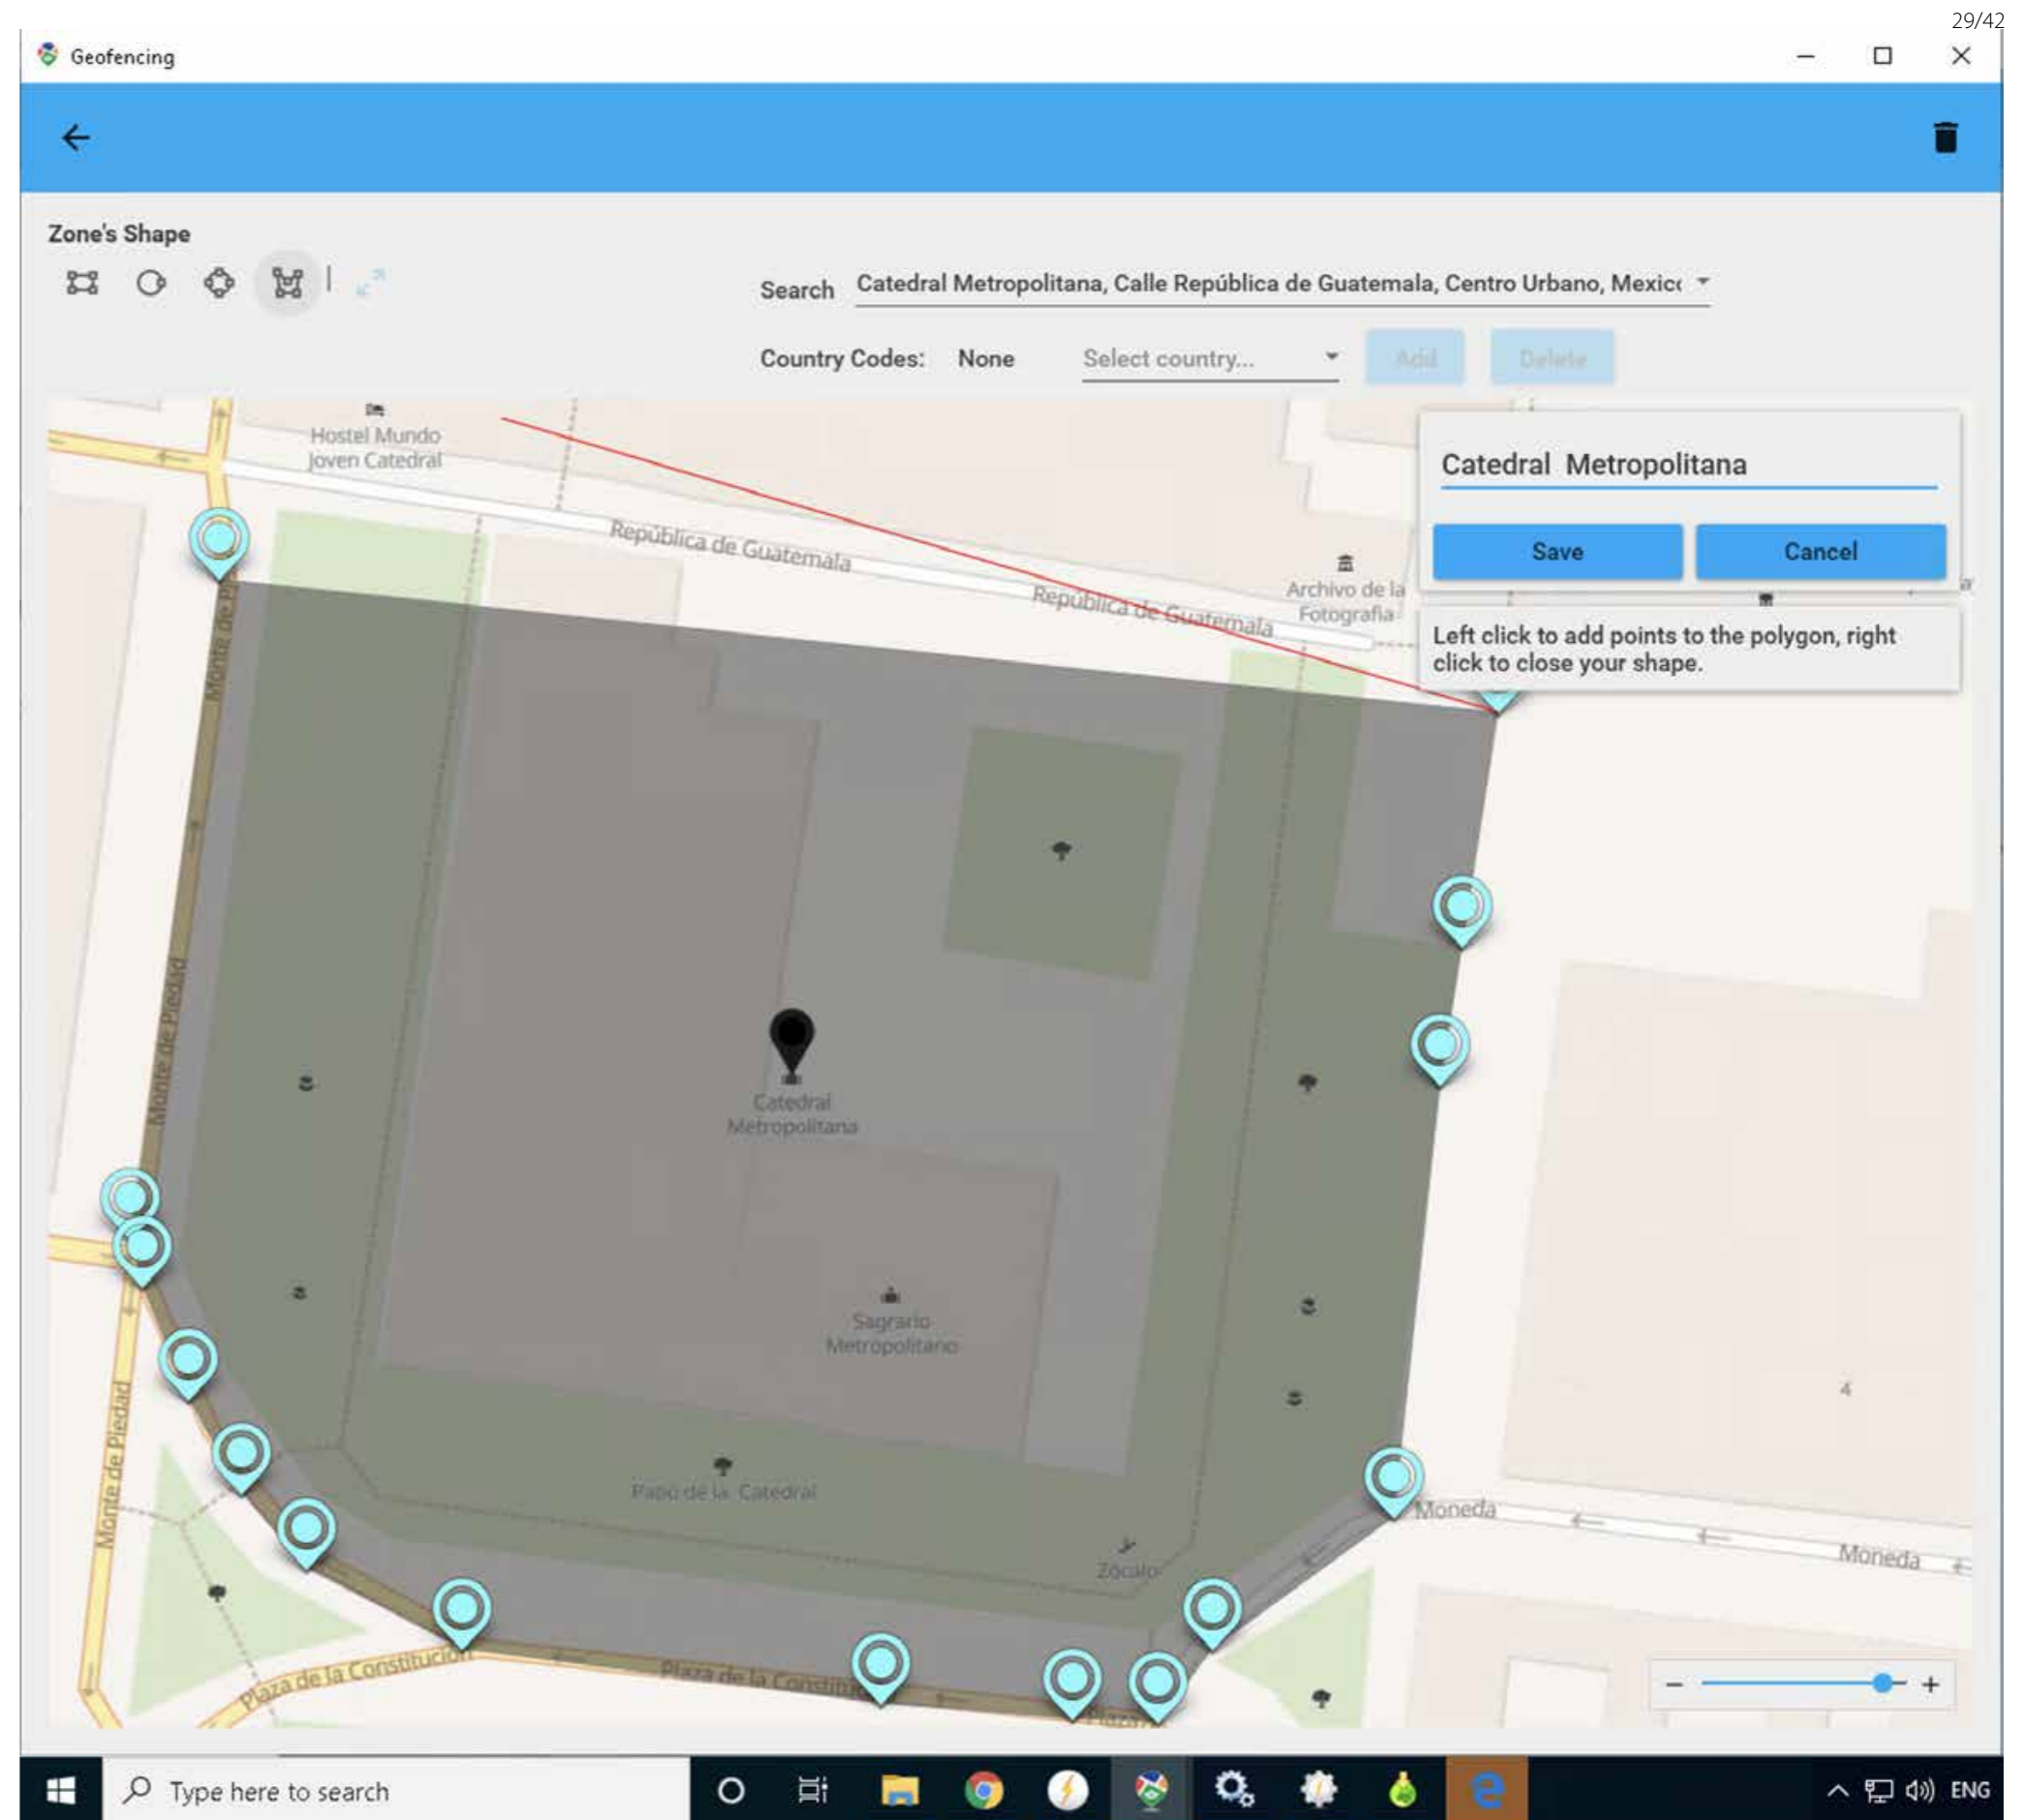 29/42
Geofencing
Zone's Shape
Search Catedral Metropolitana, Calle República de Guatemala, Centro Urbano, Mexic
Country Codes: None Select country... Add Delete
Hostel Mundo
Joven Catedral
Catedral Metropolitana
Save Cancel
República de Guatemala
República de Guatemala
Archivo de la
Fotografía
Left click to add points to the polygon, right
click to close your shape.
Monte de P
Monte de Piedad
Catedral
Metropolitana
Sagrario
Metropolitano
4
Monte de Piedad
de la Catedral
Moneda
Zócalo
Moneda
Plaza de la Constitución
Plaza de la Constitu
Plaza
Type here to search
ENG